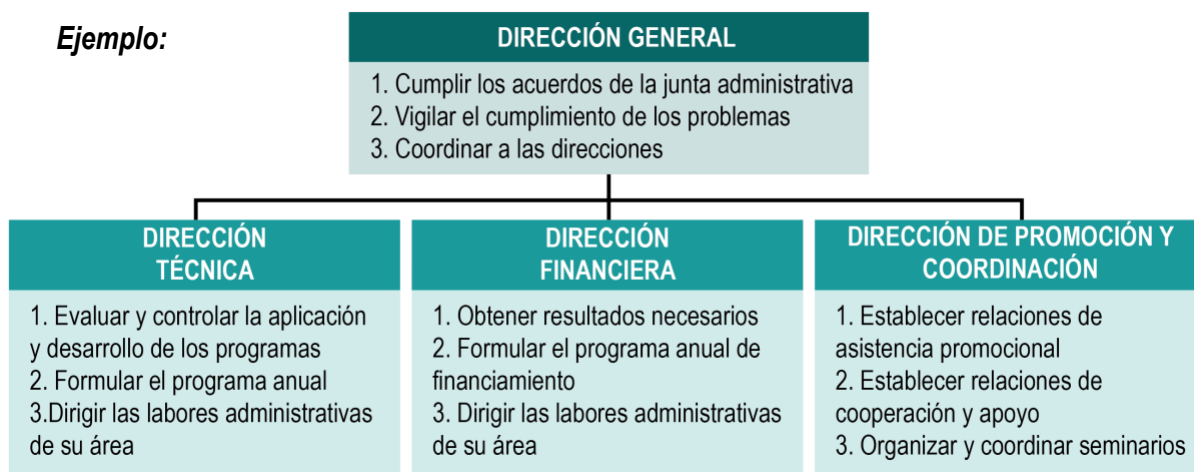 Ejemplo:
DIRECCIÓN GENERAL
1. Cumplir los acuerdos de la junta administrativa
2. Vigilar el cumplimiento de los problemas
3. Coordinar a las direcciones
DIRECCIÓN
TÉCNICA
1. Evaluar y controlar la aplicación
y desarrollo de los programas
2. Formular el programa anual
3.Dirigir las labores administrativas
de su área
DIRECCIÓN
FINANCIERA
1. Obtener resultados necesarios
2. Formular el programa anual de
financiamiento
3. Dirigir las labores administrativas
de su área
DIRECCIÓN DE PROMOCIÓN Y
COORDINACIÓN
1. Establecer relaciones de
asistencia promocional
2. Establecer relaciones de
cooperación y apoyo
3. Organizar y coordinar seminarios